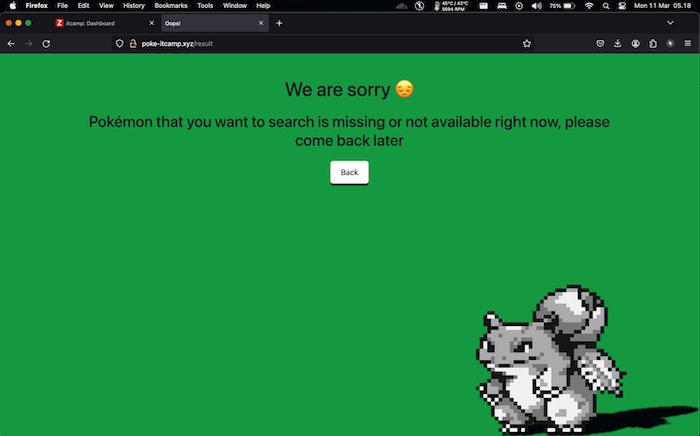 Firefox File Edit View History Bookmarks Tools Window Help 45°C / 43°C 5694 RPM 75% Mon 11 Mar 05.18
Z itcamp: Dashboard × Oops! × +
poke-itcamp.xyz/result
We are sorry 😔
Pokémon that you want to search is missing or not available right now, please
come back later
Back